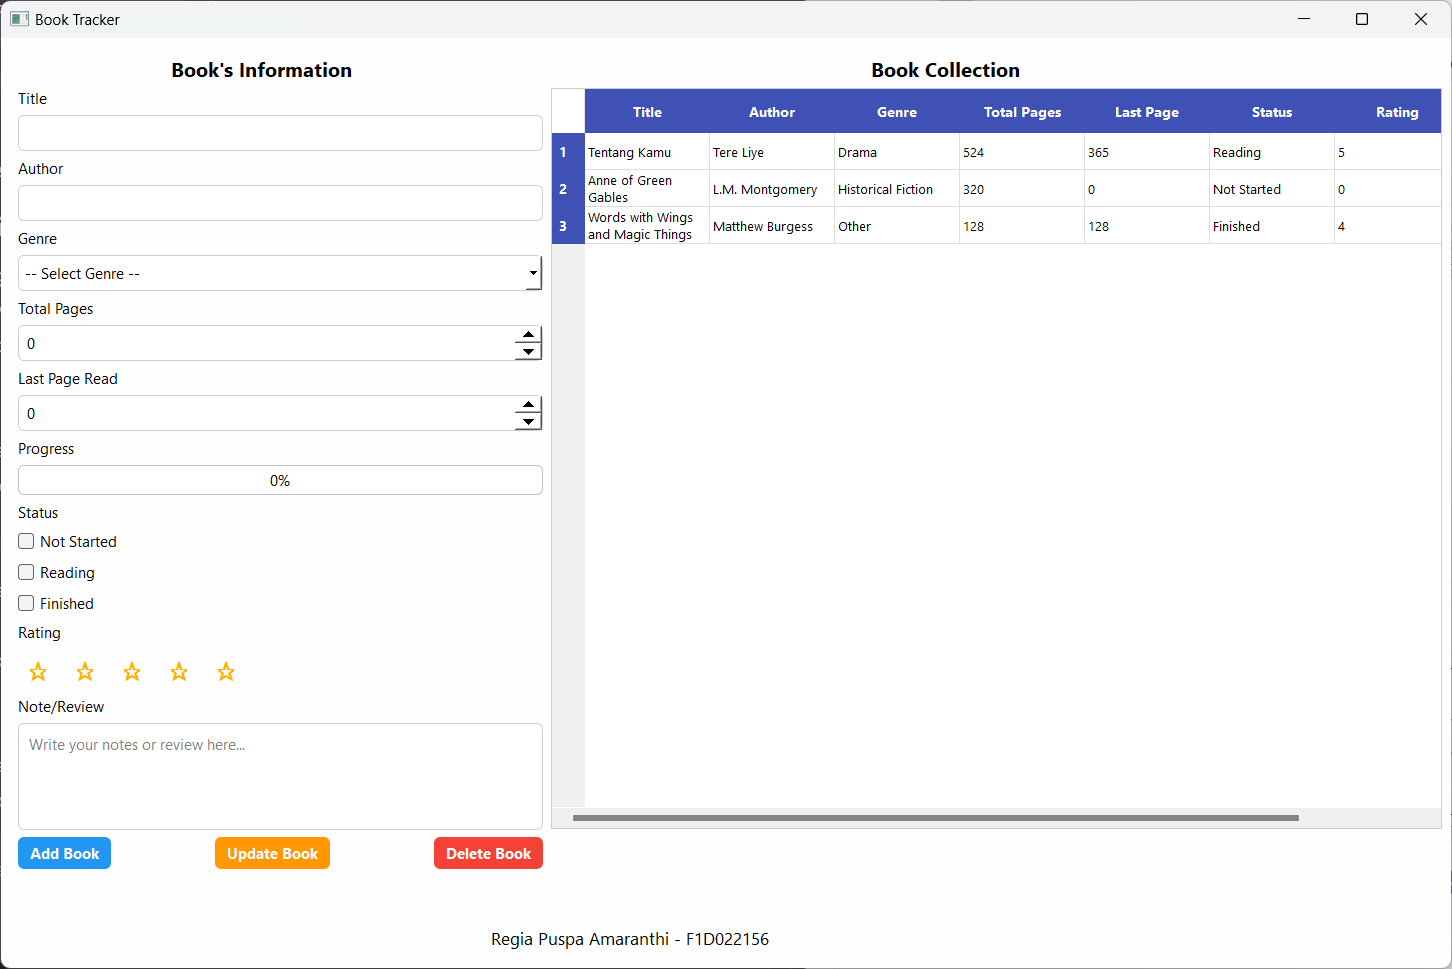 Book Tracker
Book's Information
Title
Author
Genre
-- Select Genre --
Total Pages
0
Last Page Read
0
Progress
0%
Status
Not Started
Reading
Finished
Rating
☆ ☆ ☆ ☆ ☆
Note/Review
Write your notes or review here...
Add Book Update Book Delete Book
Book Collection
Title Author Genre Total Pages Last Page Status Rating
1 Tentang Kamu Tere Liye Drama 524 365 Reading 5
2 Anne of Green Gables L.M. Montgomery Historical Fiction 320 0 Not Started 0
3 Words with Wings and Magic Things Matthew Burgess Other 128 128 Finished 4
Regia Puspa Amaranthi - F1D022156